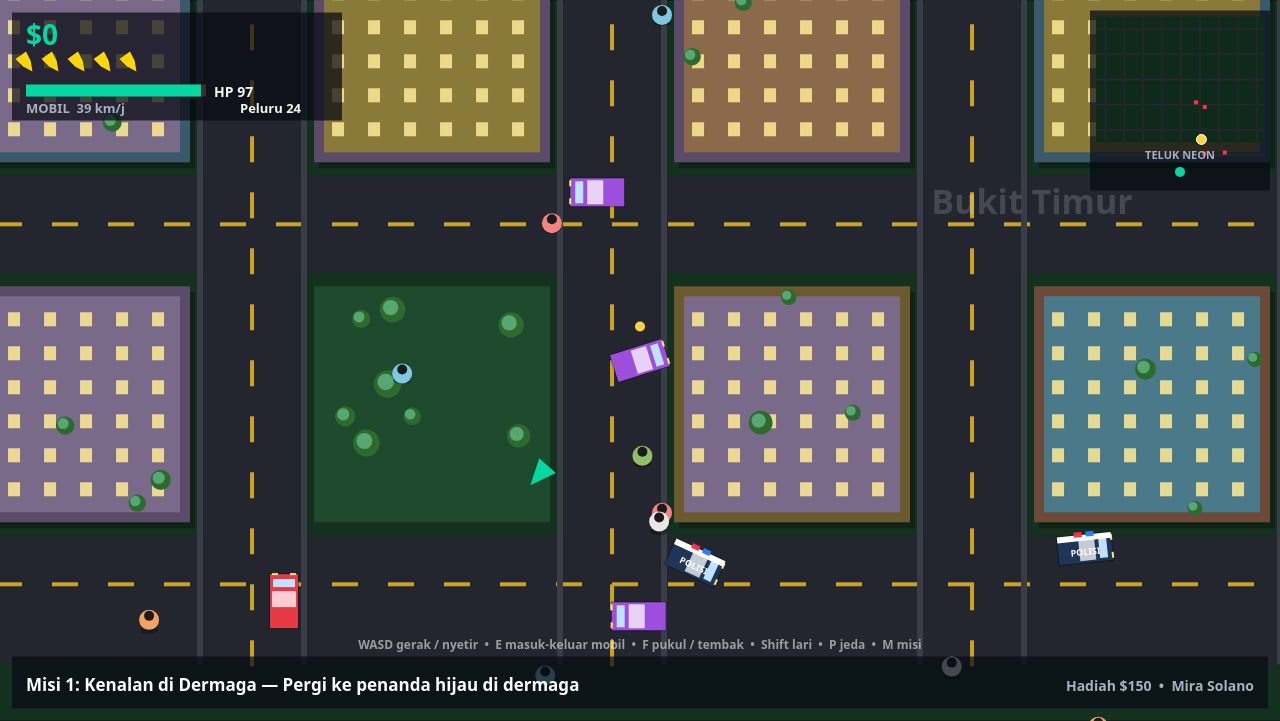 $0
HP 97
MOBIL 39 km/j
Peluru 24
TELUK NEON
Bukit Timur
POLISI
POLISI
WASD gerak / nyetir • E masuk-keluar mobil • F pukul / tembak • Shift lari • P jeda • M misi
Misi 1: Kenalan di Dermaga — Pergi ke penanda hijau di dermaga
Hadiah $150 • Mira Solano